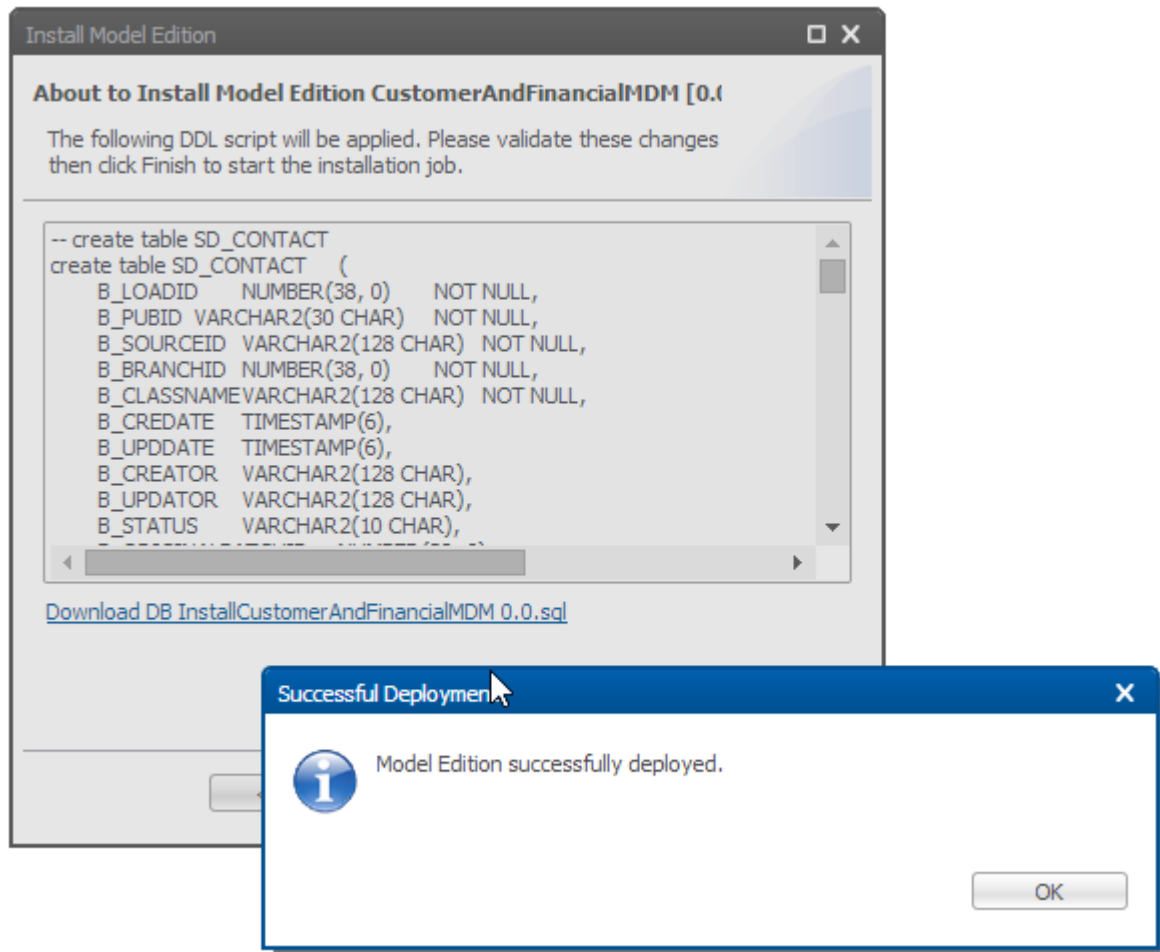 Install Model Edition
About to Install Model Edition CustomerAndFinancialMDM [0.
The following DDL script will be applied. Please validate these changes
then click Finish to start the installation job.
-- create table SD_CONTACT
create table SD_CONTACT (
B_LOADID NUMBER(38, 0) NOT NULL,
B_PUBID VARCHAR2(30 CHAR) NOT NULL,
B_SOURCEID VARCHAR2(128 CHAR) NOT NULL,
B_BRANCHID NUMBER(38, 0) NOT NULL,
B_CLASSNAME VARCHAR2(128 CHAR) NOT NULL,
B_CREDATE TIMESTAMP(6),
B_UPDDATE TIMESTAMP(6),
B_CREATOR VARCHAR2(128 CHAR),
B_UPDATOR VARCHAR2(128 CHAR),
B_STATUS VARCHAR2(10 CHAR),
Download DB InstallCustomerAndFinancialMDM 0.0.sql
Successful Deployment
Model Edition successfully deployed.
OK